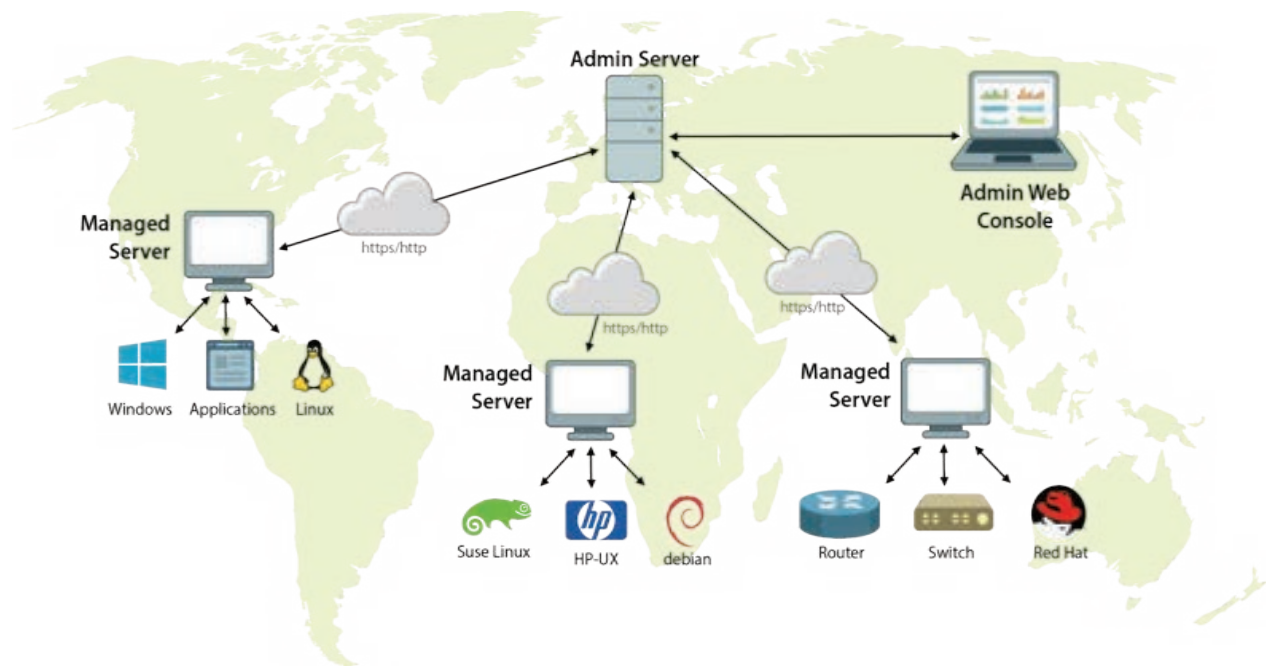 Admin Server
Admin Web
Console
Managed
Server
https/http
https/http
https/http
Windows
Applications
Linux
Managed
Server
Managed
Server
hp
Suse Linux
HP-UX
debian
Router
Switch
Red Hat